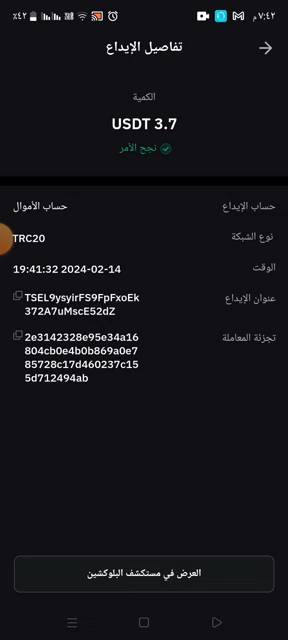 ٧:٤٢ م
٪٤٢
تفاصيل الإيداع
الكمية
USDT 3.7
نجح الأمر
حساب الإيداع
حساب الأموال
نوع الشبكة
TRC20
الوقت
19:41:32 2024-02-14
عنوان الإيداع
TSEL9ysyirFS9FpFxoEk
372A7uMscE52dZ
تجزئة المعاملة
2e3142328e95e34a16
804cb0e4b0b869a0e7
85728c17d460237c15
5d712494ab
العرض في مستكشف البلوكشين